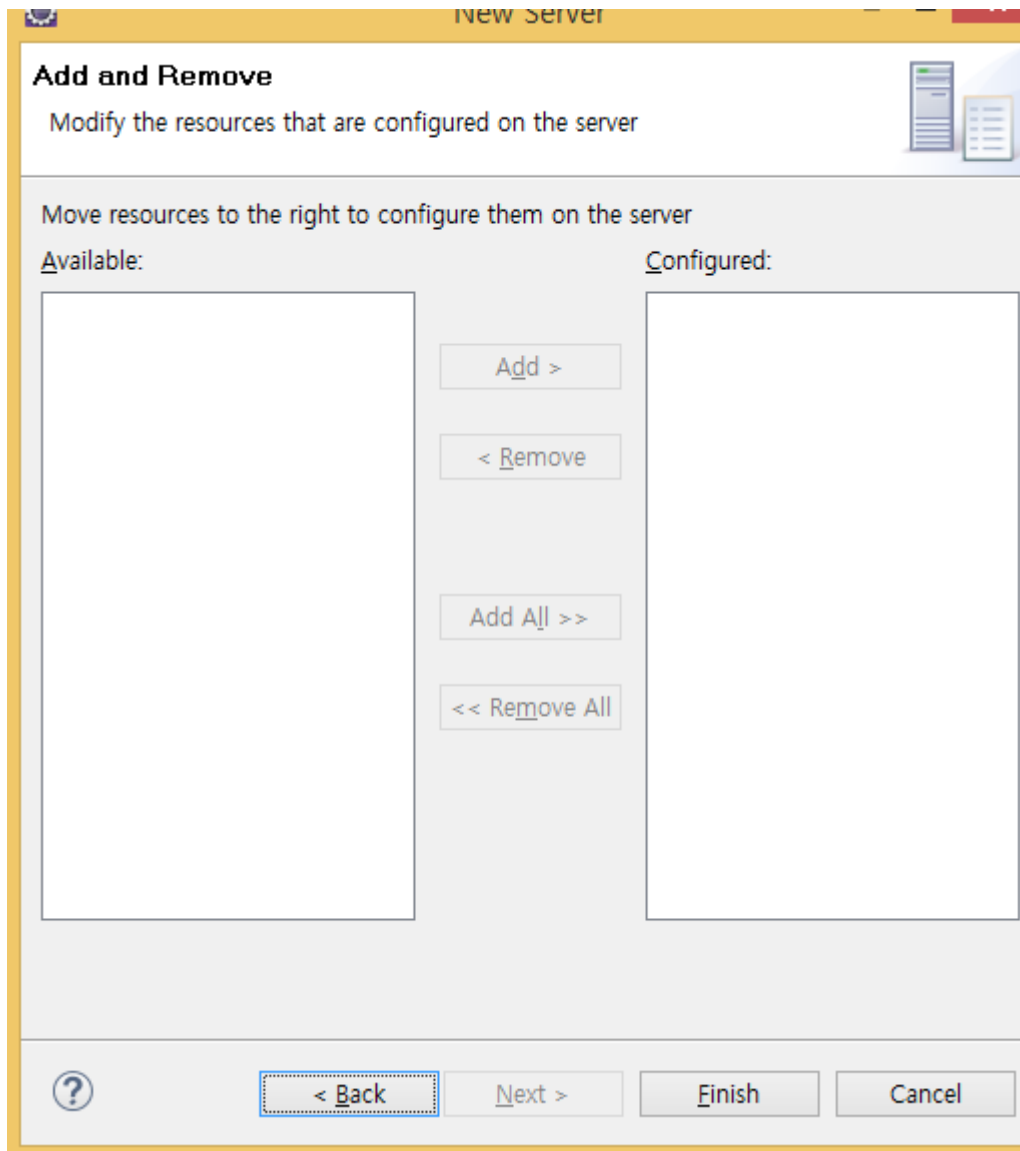 New Server
Add and Remove
Modify the resources that are configured on the server
Move resources to the right to configure them on the server
Available:
Configured:
Add >
< Remove
Add All >>
<< Remove All
?
< Back
Next >
Finish
Cancel